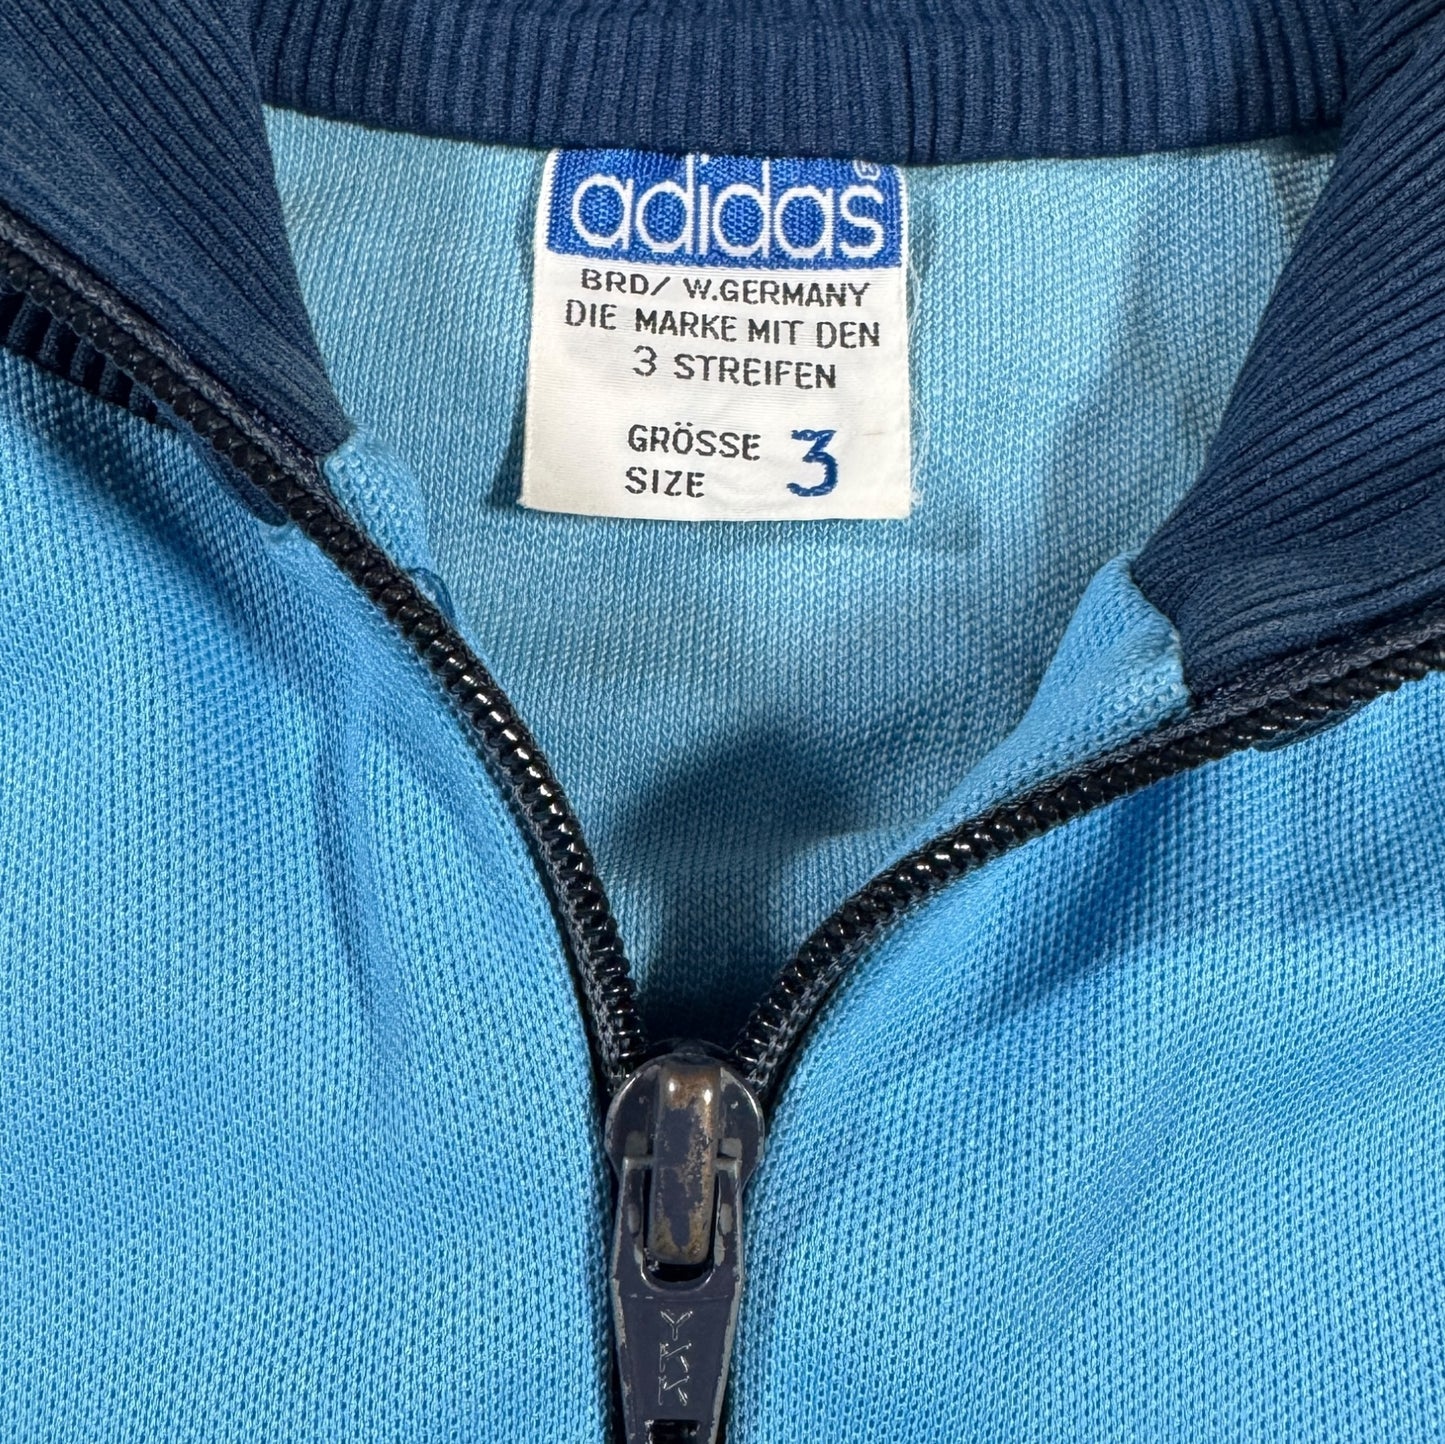 adidas®
BRD/ W.GERMANY
DIE MARKE MIT DEN
3 STREIFEN
GRÖSSE 3
SIZE
YKK